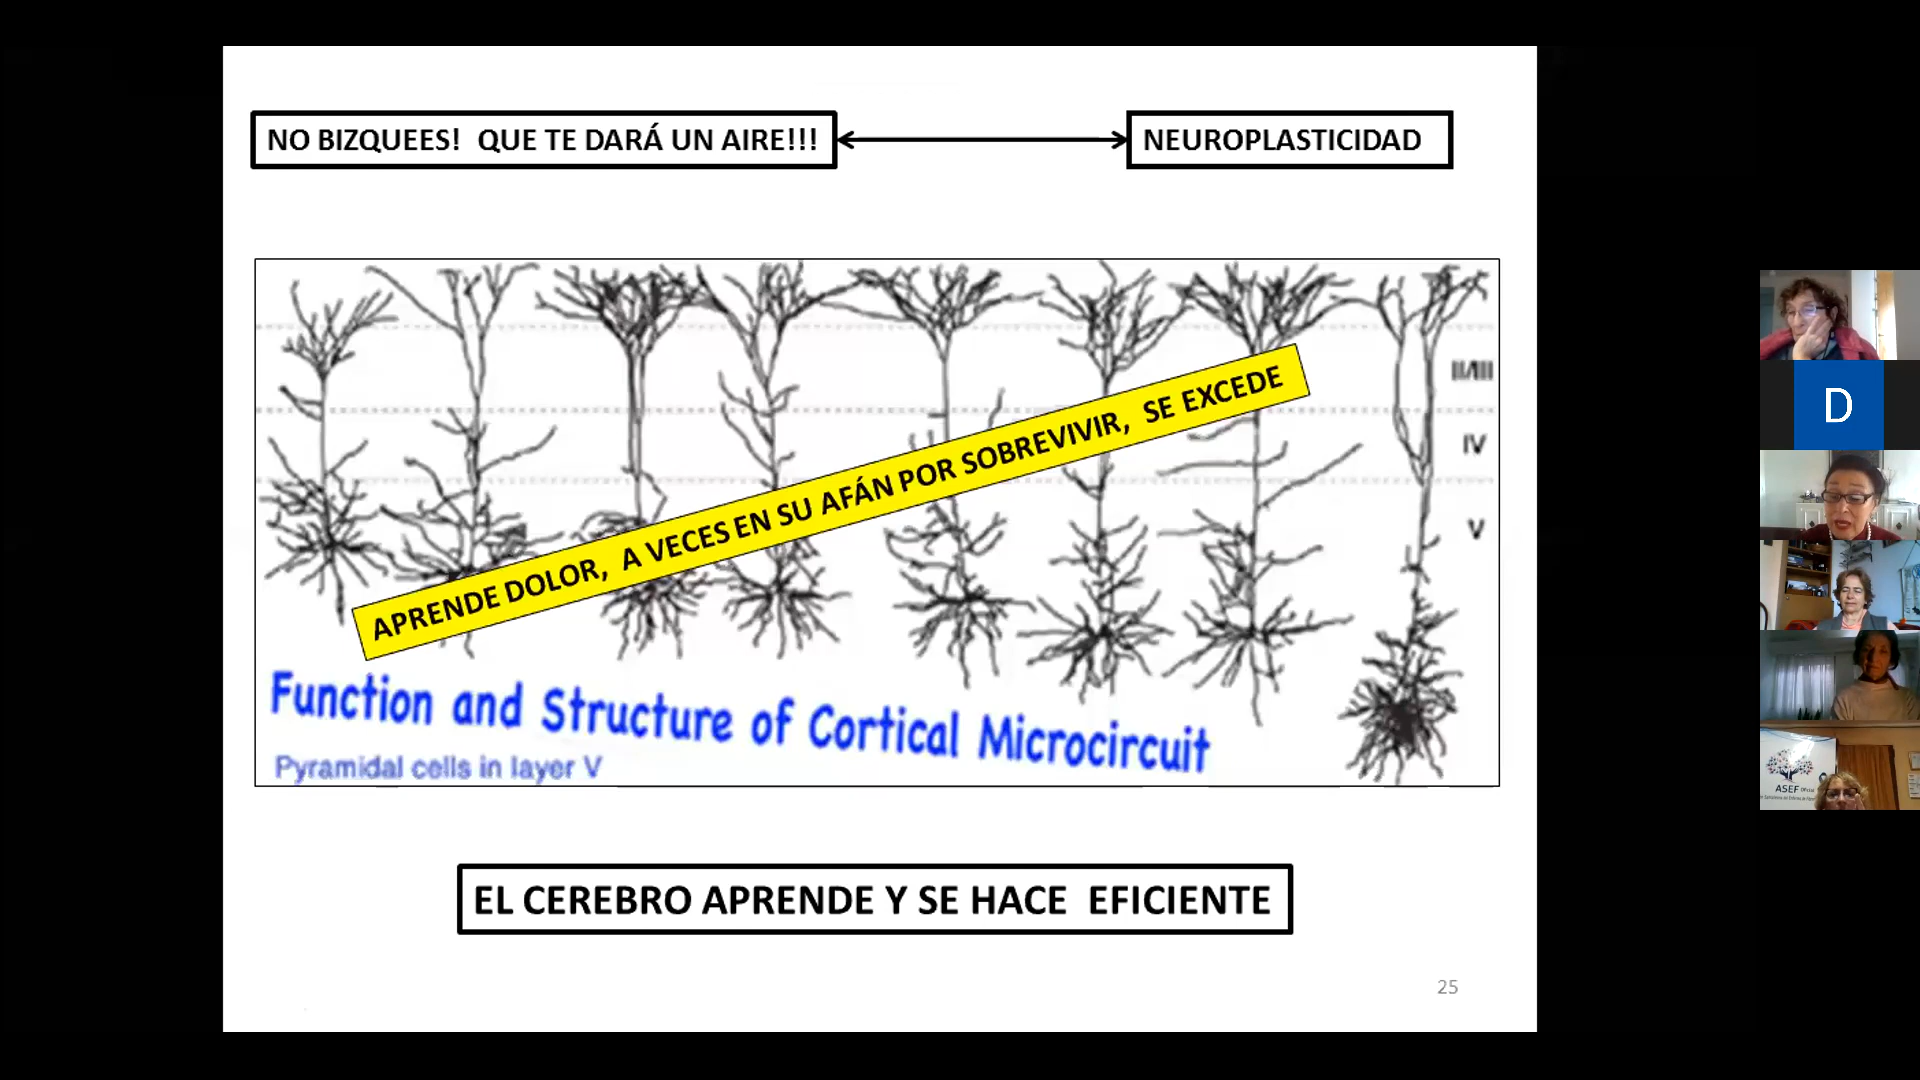 NO BIZQUEES! QUE TE DARÁ UN AIRE!!!
NEUROPLASTICIDAD
II/III
IV
V
APRENDE DOLOR, A VECES EN SU AFÁN POR SOBREVIVIR, SE EXCEDE
Function and Structure of Cortical Microcircuit
Pyramidal cells in layer V
EL CEREBRO APRENDE Y SE HACE EFICIENTE
25
D
ASEF